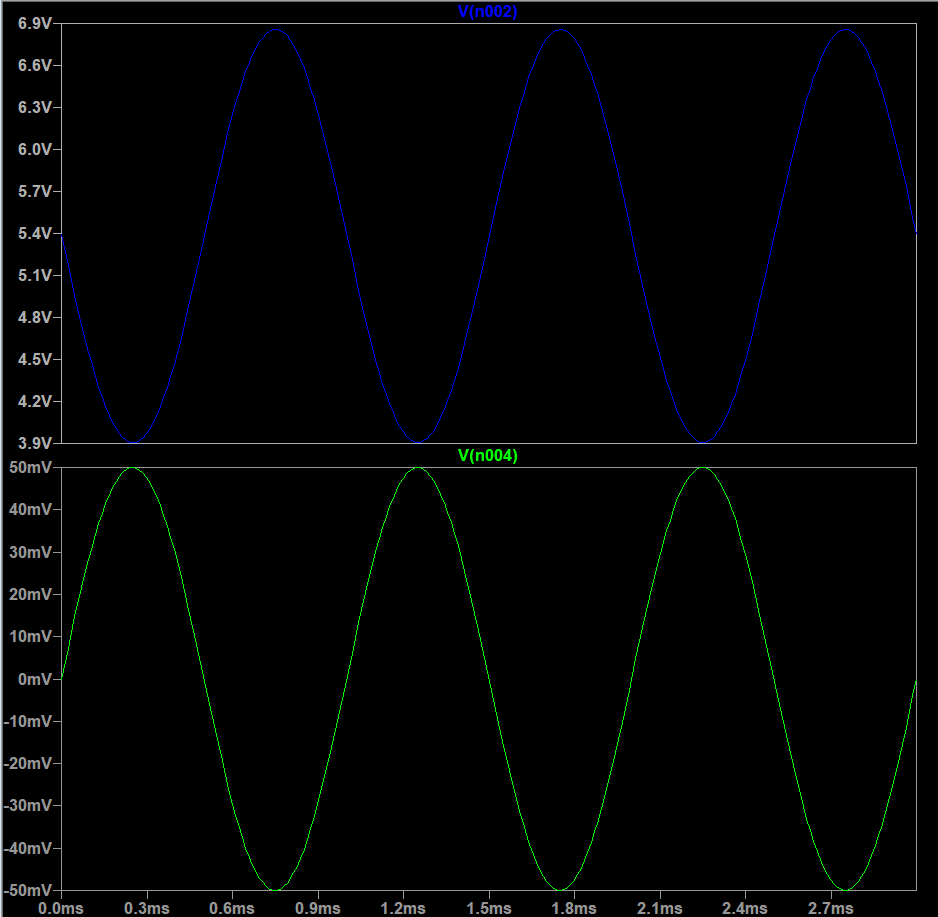 V(n002)
6.9V
6.6V
6.3V
6.0V
5.7V
5.4V
5.1V
4.8V
4.5V
4.2V
3.9V
V(n004)
50mV
40mV
30mV
20mV
10mV
0mV
-10mV
-20mV
-30mV
-40mV
-50mV
0.0ms 0.3ms 0.6ms 0.9ms 1.2ms 1.5ms 1.8ms 2.1ms 2.4ms 2.7ms